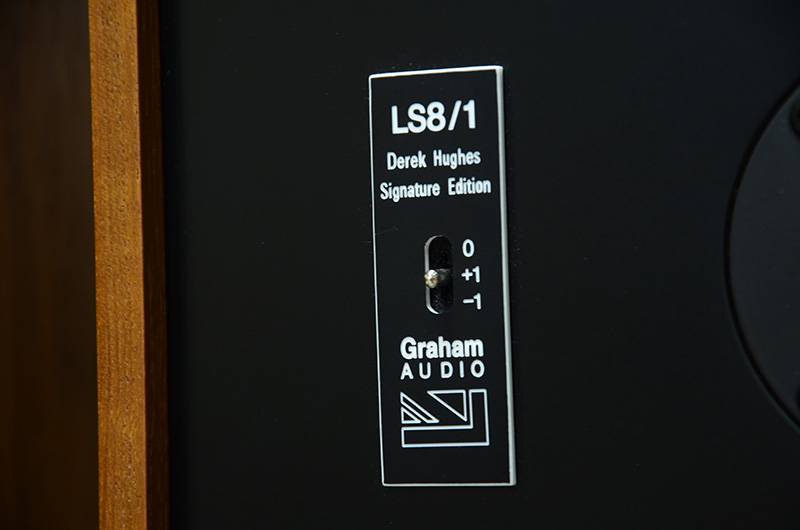 LS8/1
Derek Hughes
Signature Edition
0
+1
−1
Graham
AUDIO